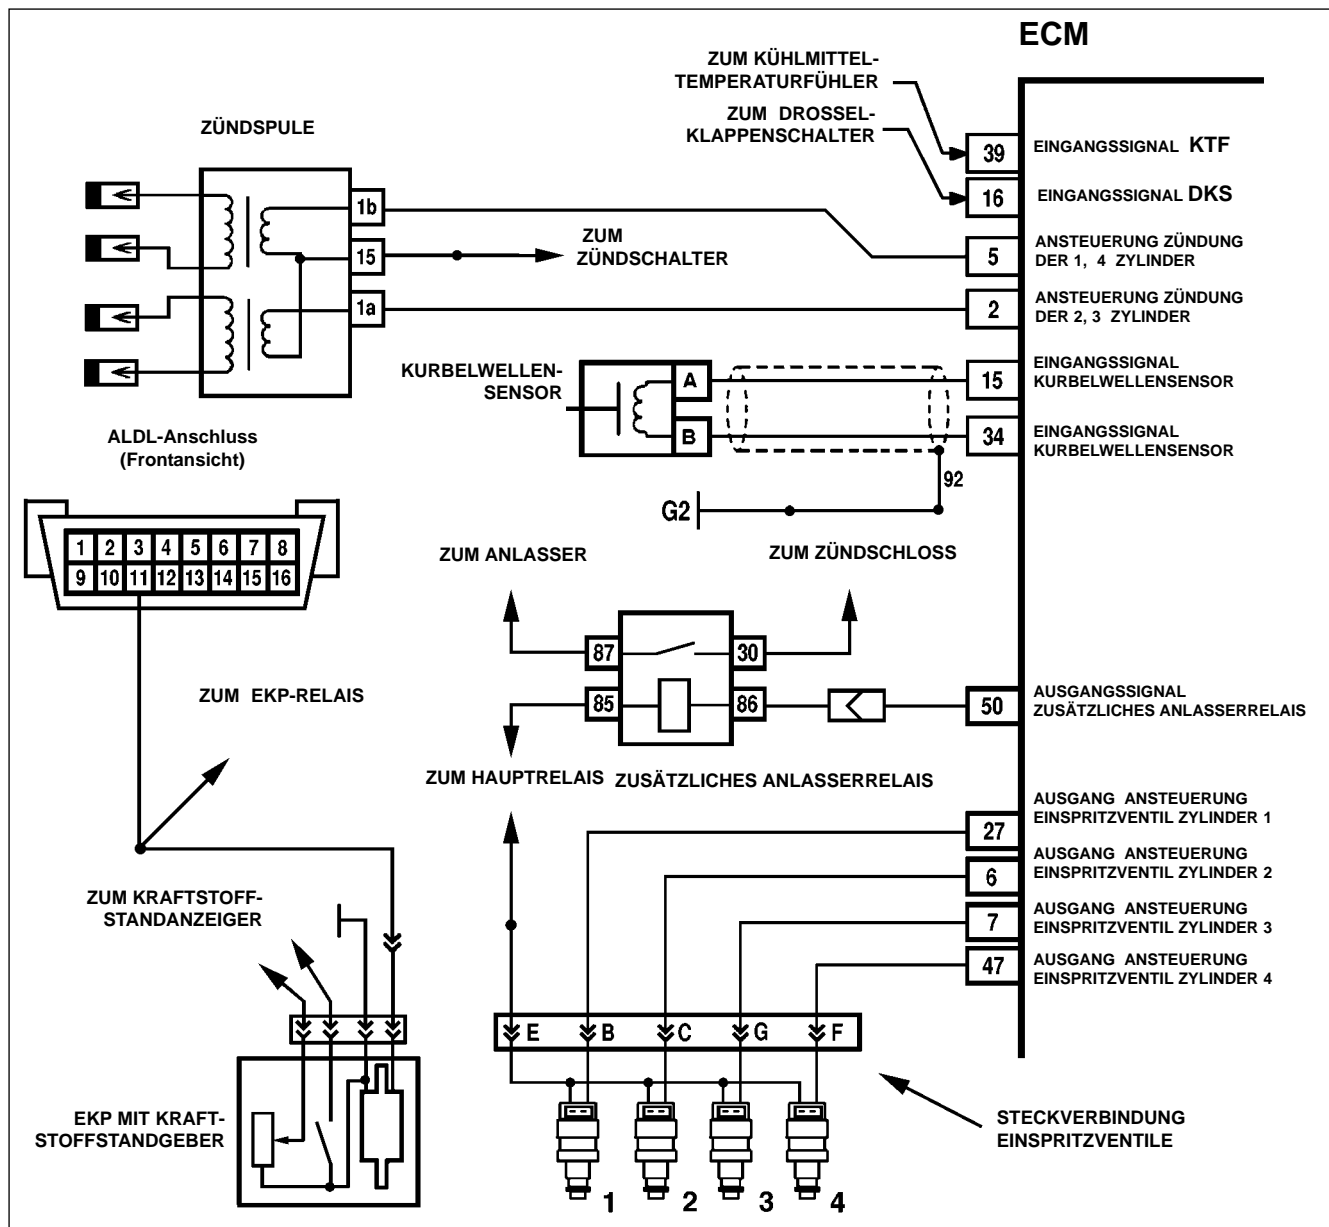 ECM
ZUM KÜHLMITTEL-
TEMPERATURFÜHLER
ZUM DROSSEL-
KLAPPENSCHALTER
39
EINGANGSSIGNAL KTF
16
EINGANGSSIGNAL DKS
ZÜNDSPULE
1b
15
1a
ZUM
ZÜNDSCHALTER
5
ANSTEUERUNG ZÜNDUNG
DER 1, 4 ZYLINDER
2
ANSTEUERUNG ZÜNDUNG
DER 2, 3 ZYLINDER
KURBELWELLEN-
SENSOR
A
B
15
EINGANGSSIGNAL
KURBELWELLENSENSOR
34
EINGANGSSIGNAL
KURBELWELLENSENSOR
92
G2
ALDL-Anschluss
(Frontansicht)
1 2 3 4 5 6 7 8
9 10 11 12 13 14 15 16
ZUM ANLASSER
ZUM ZÜNDSCHLOSS
87
30
85
86
50
AUSGANGSSIGNAL
ZUSÄTZLICHES ANLASSERRELAIS
ZUM EKP-RELAIS
ZUM HAUPTRELAIS
ZUSÄTZLICHES ANLASSERRELAIS
27
AUSGANG ANSTEUERUNG
EINSPRITZVENTIL ZYLINDER 1
6
AUSGANG ANSTEUERUNG
EINSPRITZVENTIL ZYLINDER 2
7
AUSGANG ANSTEUERUNG
EINSPRITZVENTIL ZYLINDER 3
47
AUSGANG ANSTEUERUNG
EINSPRITZVENTIL ZYLINDER 4
ZUM KRAFTSTOFF-
STANDANZEIGER
E B C G F
EKP MIT KRAFT-
STOFFSTANDGEBER
STECKVERBINDUNG
EINSPRITZVENTILE
1 2 3 4